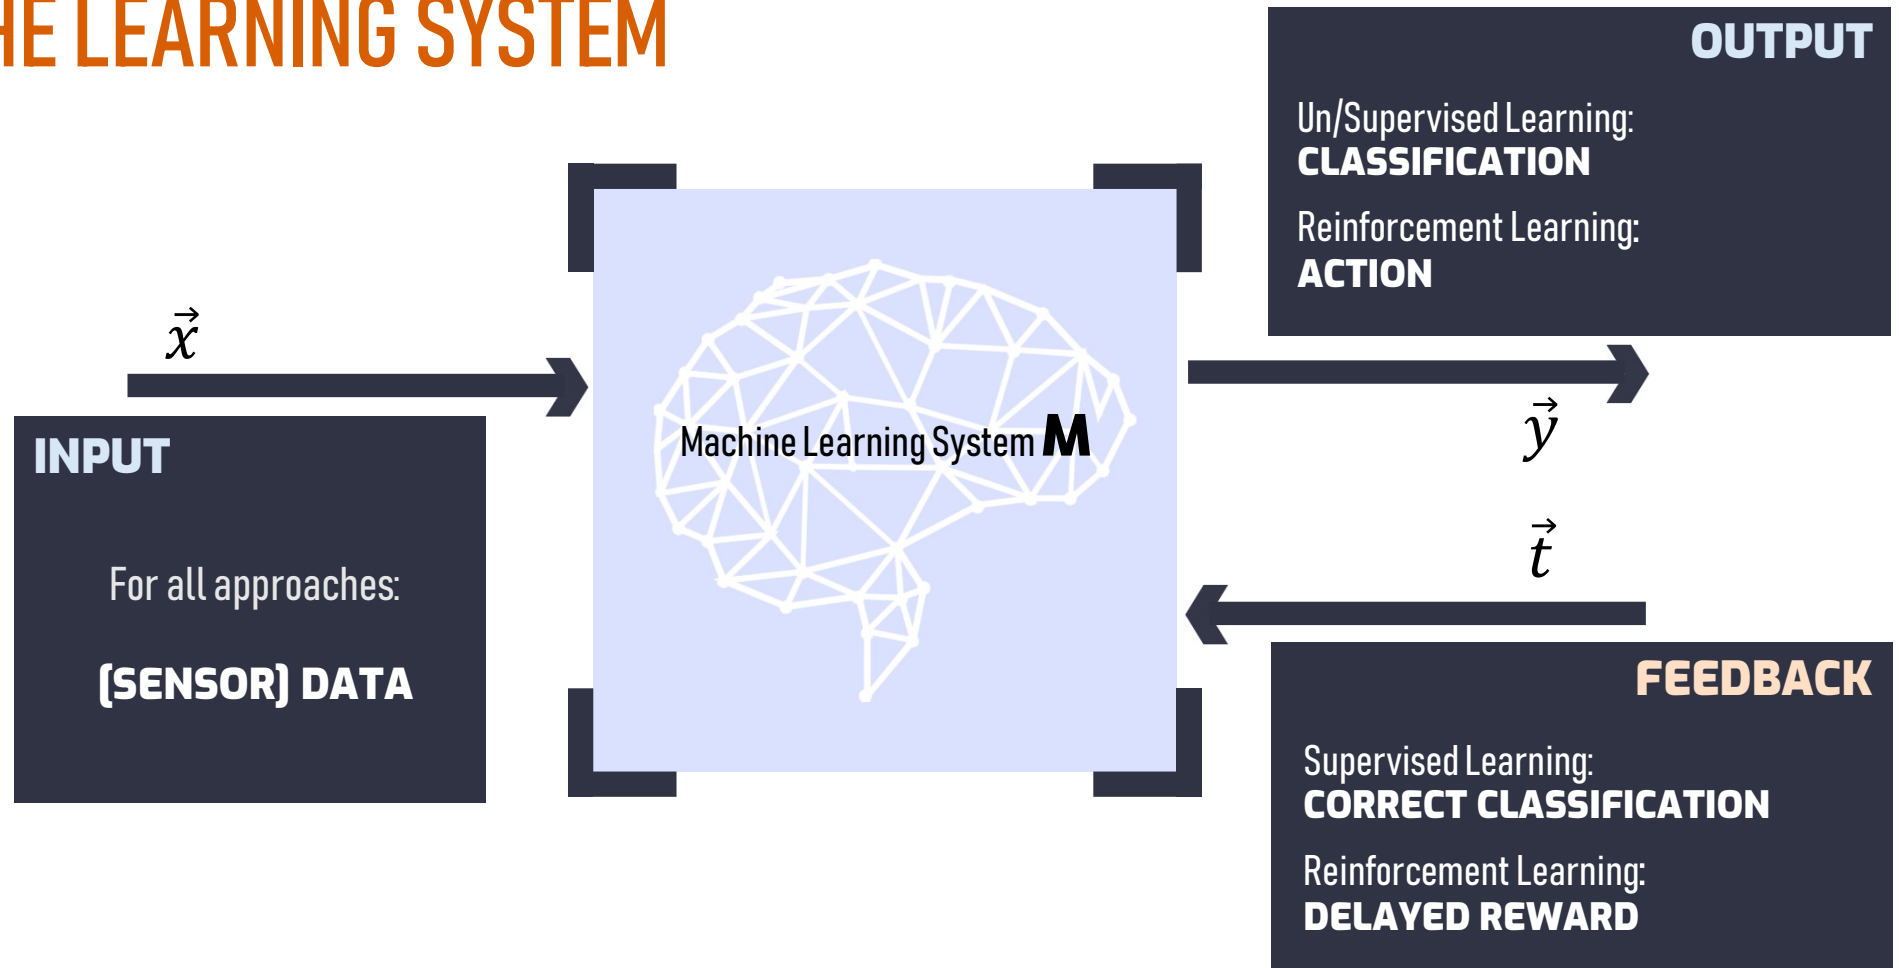 HE LEARNING SYSTEM
OUTPUT
Un/Supervised Learning:
CLASSIFICATION
Reinforcement Learning:
ACTION
x⃗
INPUT
For all approaches:
(SENSOR) DATA
Machine Learning System M
y⃗
t⃗
FEEDBACK
Supervised Learning:
CORRECT CLASSIFICATION
Reinforcement Learning:
DELAYED REWARD